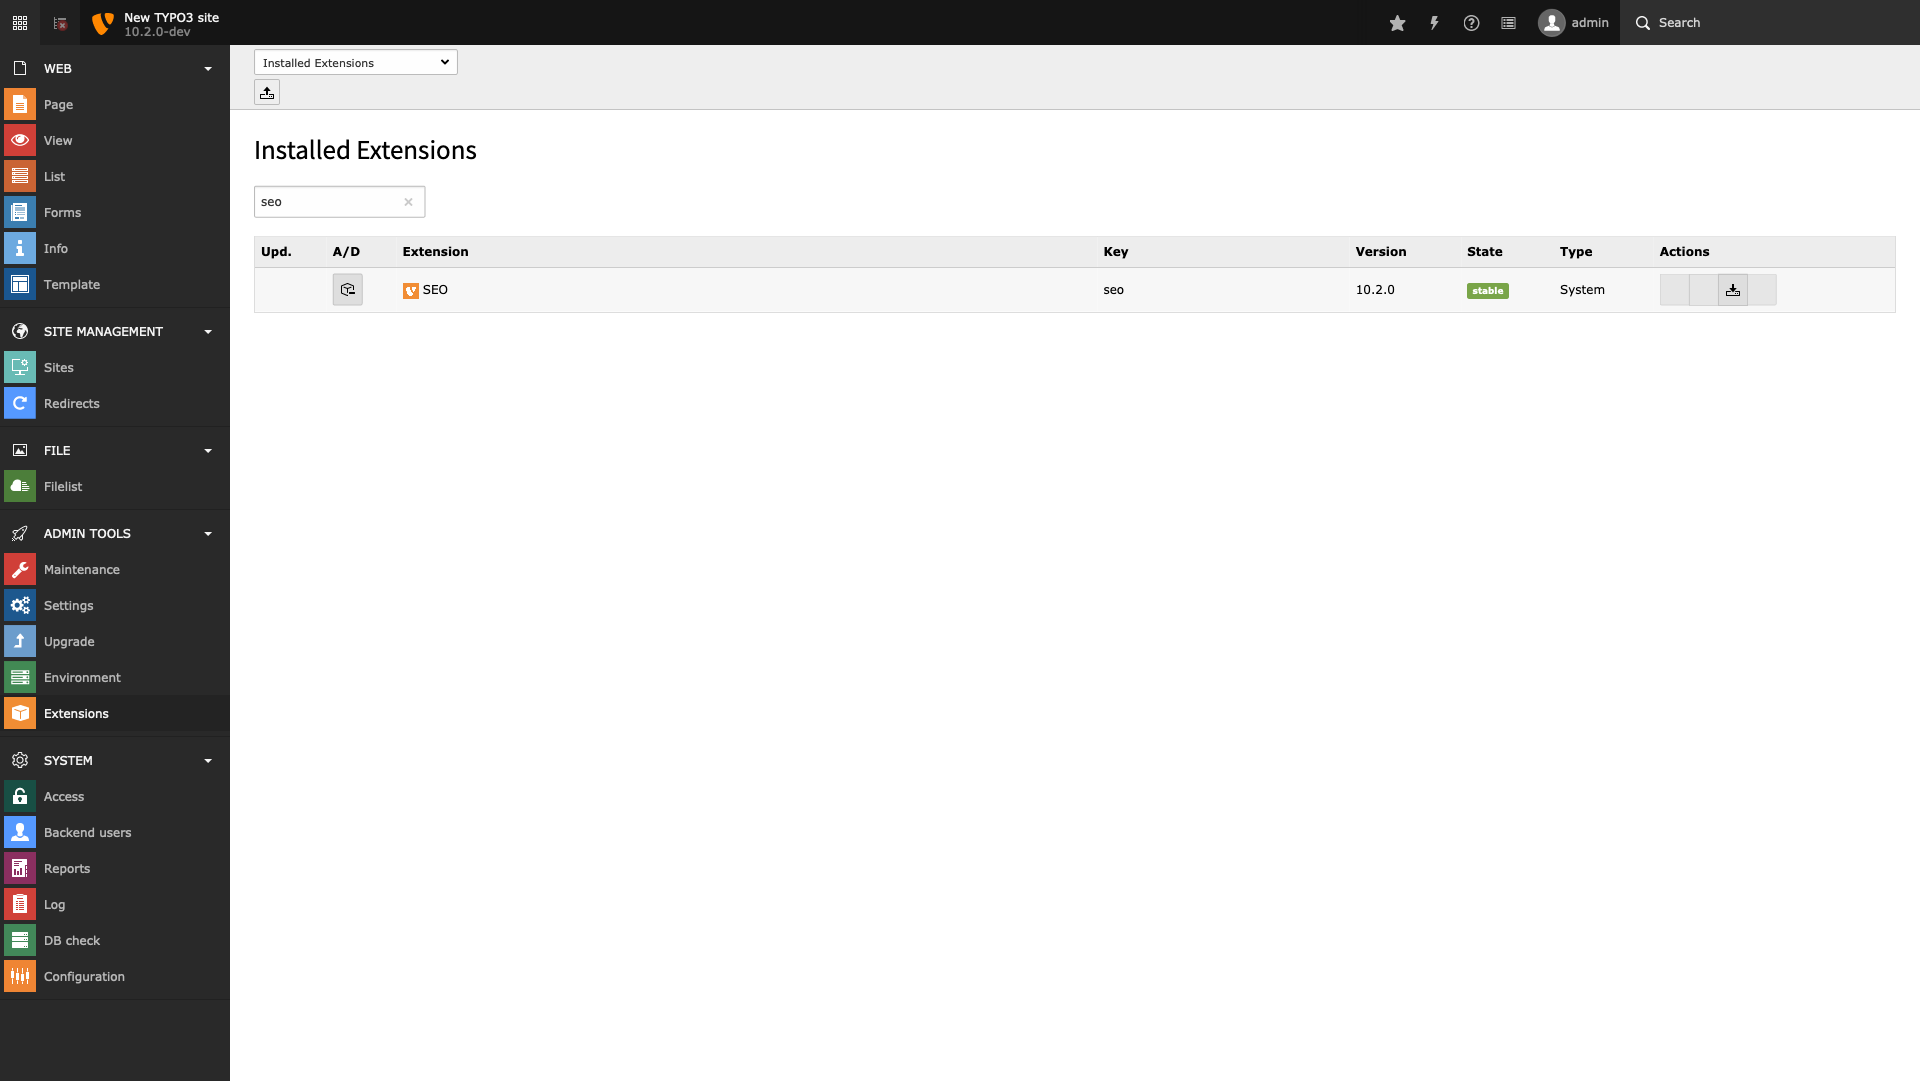 New TYPO3 site
10.2.0-dev
admin
Search
WEB
Page
View
List
Forms
Info
Template
SITE MANAGEMENT
Sites
Redirects
FILE
Filelist
ADMIN TOOLS
Maintenance
Settings
Upgrade
Environment
Extensions
SYSTEM
Access
Backend users
Reports
Log
DB check
Configuration
Installed Extensions
Installed Extensions
seo
Upd. A/D Extension Key Version State Type Actions
SEO seo 10.2.0 stable System